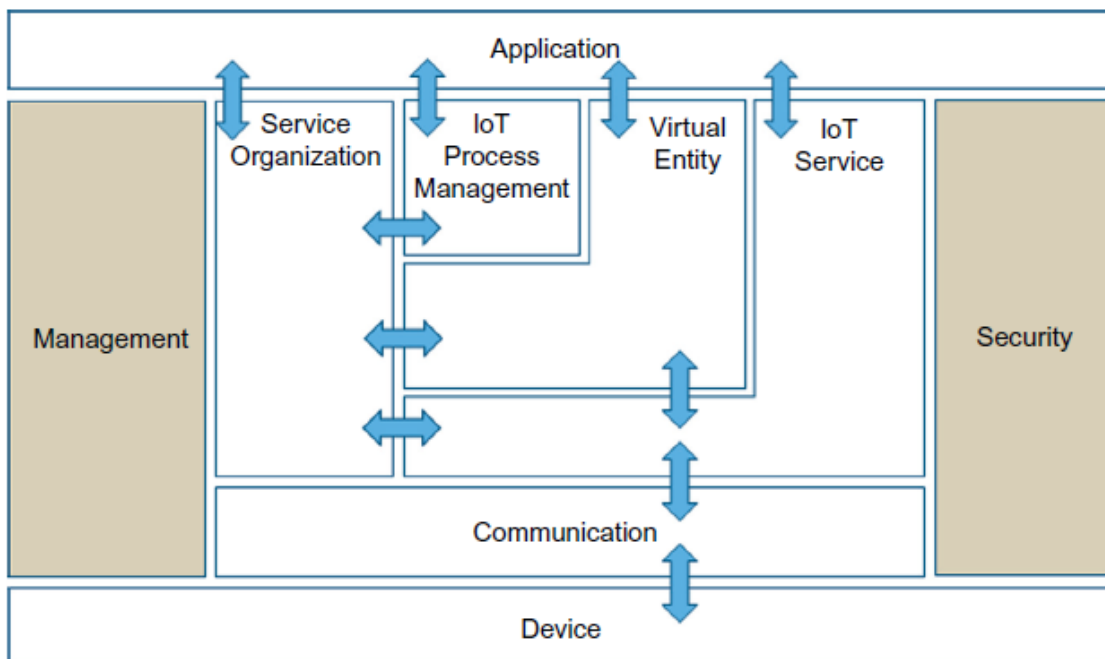 Application
Service
Organization
IoT
Process
Management
Virtual
Entity
IoT
Service
Management
Security
Communication
Device